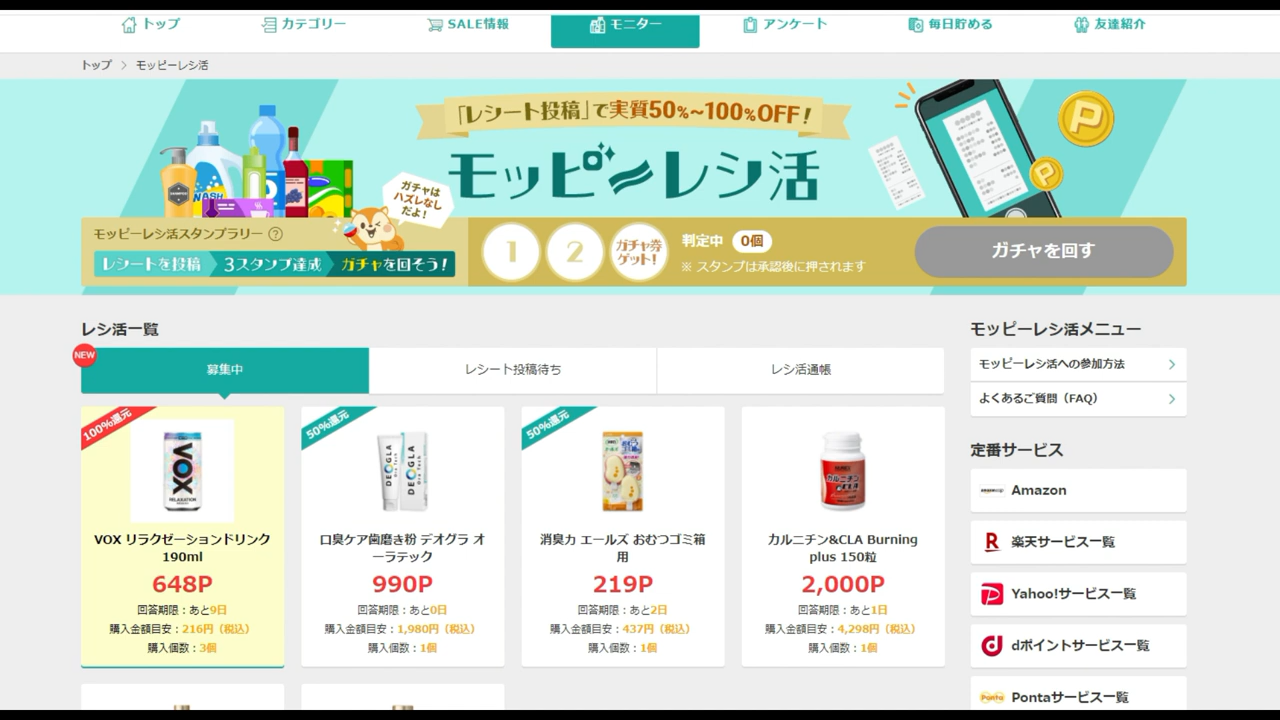 トップ
カテゴリー
SALE情報
モニター
アンケート
毎日貯める
友達紹介
トップ > モッピーレシ活
「レシート投稿」で実質50%~100%OFF!
モッピーレシ活
WASH
ガチャは
ハズレなし
だよ!
モッピーレシ活スタンプラリー ?
レシートを投稿 3スタンプ達成 ガチャを回そう!
1
2
ガチャ券
ゲット!
判定中 0個
※ スタンプは承認後に押されます
ガチャを回す
レシ活一覧
NEW
募集中
レシート投稿待ち
レシ活通帳
100%還元
VOX
RELAXATION
VOX リラクゼーションドリンク
190ml
648P
回答期限:あと9日
購入金額目安:216円(税込)
購入個数:3個
50%還元
DEOGLA
DEOGLA
口臭ケア歯磨き粉 デオグラ オ
ーラテック
990P
回答期限:あと0日
購入金額目安:1,980円(税込)
購入個数:1個
50%還元
消臭力 エールズ おむつゴミ箱
用
219P
回答期限:あと2日
購入金額目安:437円(税込)
購入個数:1個
カルニチン
カルニチン&CLA Burning
plus 150粒
2,000P
回答期限:あと1日
購入金額目安:4,298円(税込)
購入個数:1個
モッピーレシ活メニュー
モッピーレシ活への参加方法
よくあるご質問(FAQ)
定番サービス
Amazon
楽天サービス一覧
Yahoo!サービス一覧
dポイントサービス一覧
Ponta
Pontaサービス一覧